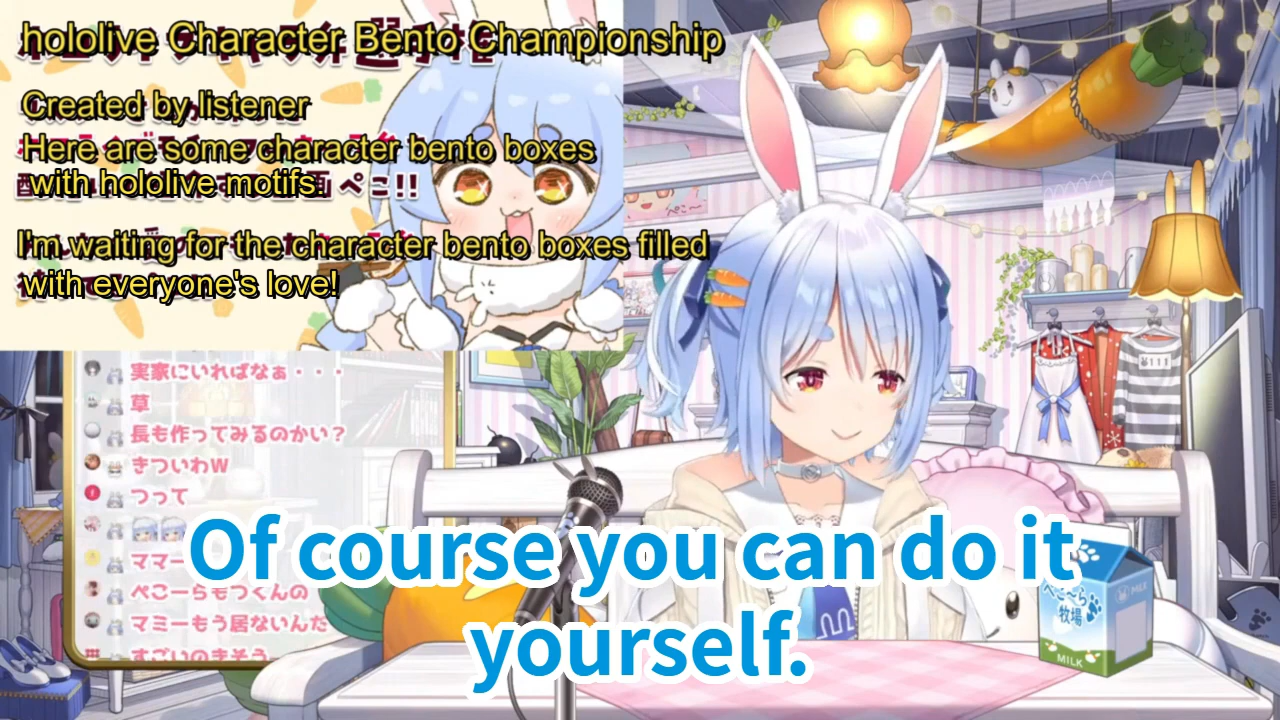 hololive Character Bento Championship
Created by listener
Here are some character bento boxes
with hololive motifs.
ペこ!!
I'm waiting for the character bento boxes filled
with everyone's love!
ぺこ〜
#111
実家にいればなぁ・・・
草
長も作ってみるのかい?
きついわW
つって
ママー
ぺこーらもつくんの
マミーもう居ないんだ
すごいのきそう
Of course you can do it
yourself.
ぺこ〜ら
牧場
MILK
MILK